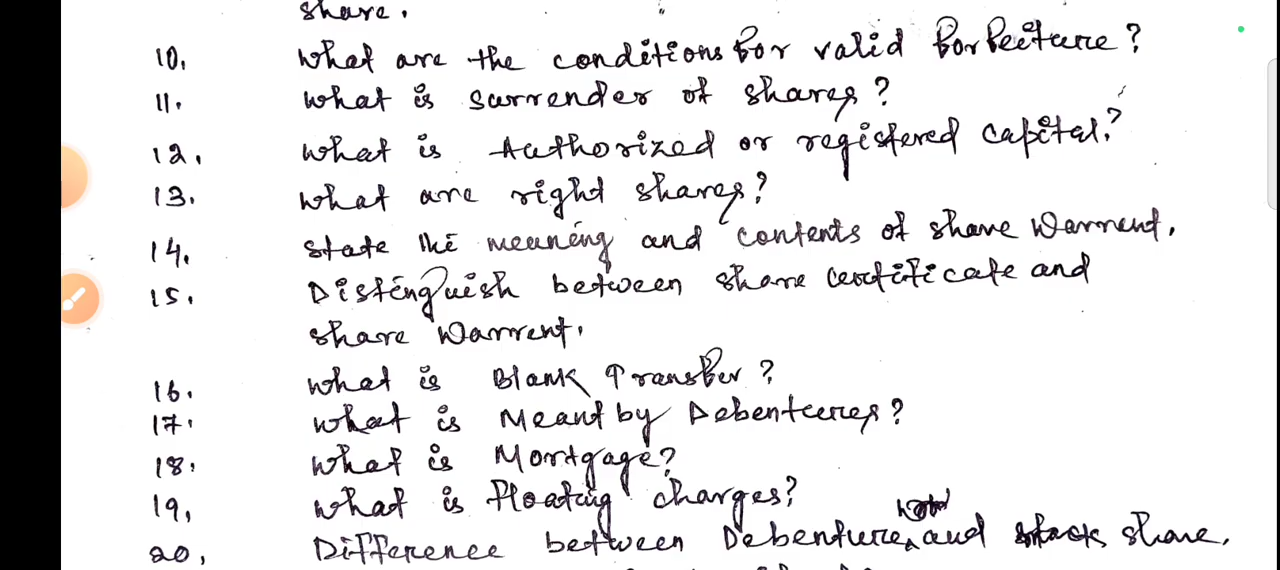 share.
10. What are the conditions for valid forfeiture?
11. What is surrender of shares?
12. What is Authorized or registered capital?
13. What are right shares?
14. State the meaning and contents of share warrent.
15. Distinguish between share certificate and
share warrent.
16. What is Blank Transfer?
17. What is Meant by Debentures?
18. What is Mortgage?
19. What is floating charges?
20. Difference between Debenture and share.